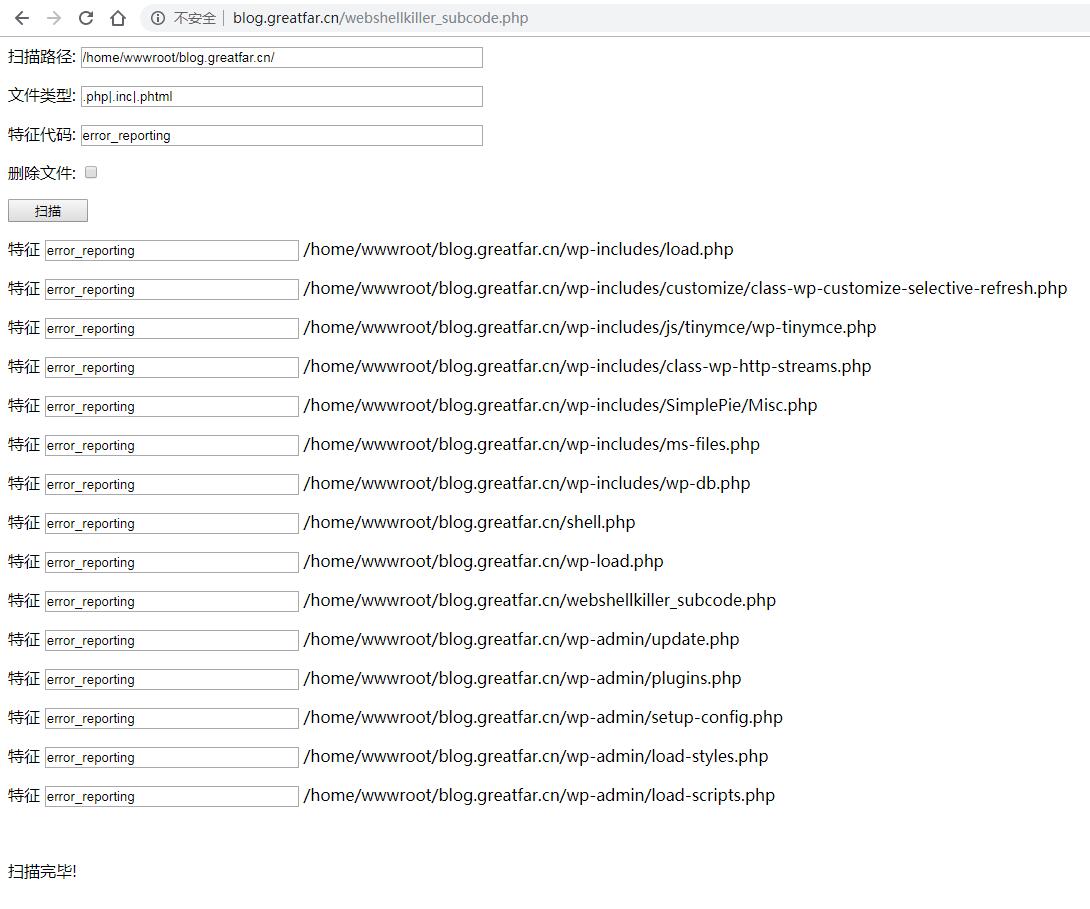 不安全 blog.greatfar.cn/webshellkiller_subcode.php
扫描路径: /home/wwwroot/blog.greatfar.cn/
文件类型: .php|.inc|.phtml
特征代码: error_reporting
删除文件:
扫描
特征 error_reporting /home/wwwroot/blog.greatfar.cn/wp-includes/load.php
特征 error_reporting /home/wwwroot/blog.greatfar.cn/wp-includes/customize/class-wp-customize-selective-refresh.php
特征 error_reporting /home/wwwroot/blog.greatfar.cn/wp-includes/js/tinymce/wp-tinymce.php
特征 error_reporting /home/wwwroot/blog.greatfar.cn/wp-includes/class-wp-http-streams.php
特征 error_reporting /home/wwwroot/blog.greatfar.cn/wp-includes/SimplePie/Misc.php
特征 error_reporting /home/wwwroot/blog.greatfar.cn/wp-includes/ms-files.php
特征 error_reporting /home/wwwroot/blog.greatfar.cn/wp-includes/wp-db.php
特征 error_reporting /home/wwwroot/blog.greatfar.cn/shell.php
特征 error_reporting /home/wwwroot/blog.greatfar.cn/wp-load.php
特征 error_reporting /home/wwwroot/blog.greatfar.cn/webshellkiller_subcode.php
特征 error_reporting /home/wwwroot/blog.greatfar.cn/wp-admin/update.php
特征 error_reporting /home/wwwroot/blog.greatfar.cn/wp-admin/plugins.php
特征 error_reporting /home/wwwroot/blog.greatfar.cn/wp-admin/setup-config.php
特征 error_reporting /home/wwwroot/blog.greatfar.cn/wp-admin/load-styles.php
特征 error_reporting /home/wwwroot/blog.greatfar.cn/wp-admin/load-scripts.php
扫描完毕!